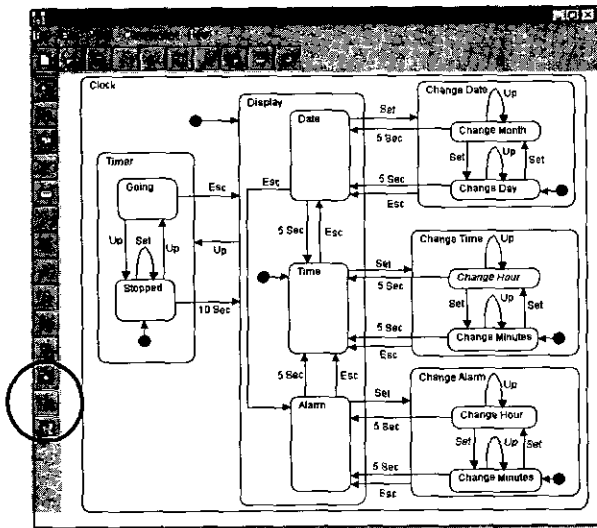 Clock
Display
Date
Set
5 Sec
Change Date
Up
Change Month
Set
Up
Set
5 Sec
Change Day
Esc
Timer
Going
Esc
Esc
Up
Set
Up
Up
Stopped
10 Sec
5 Sec
Esc
Time
Set
5 Sec
Change Time
Up
Change Hour
Set
Up
Set
5 Sec
Change Minutes
Esc
5 Sec
Esc
Alarm
Set
5 Sec
Change Alarm
Up
Change Hour
Set
Up
Set
5 Sec
Change Minutes
Esc